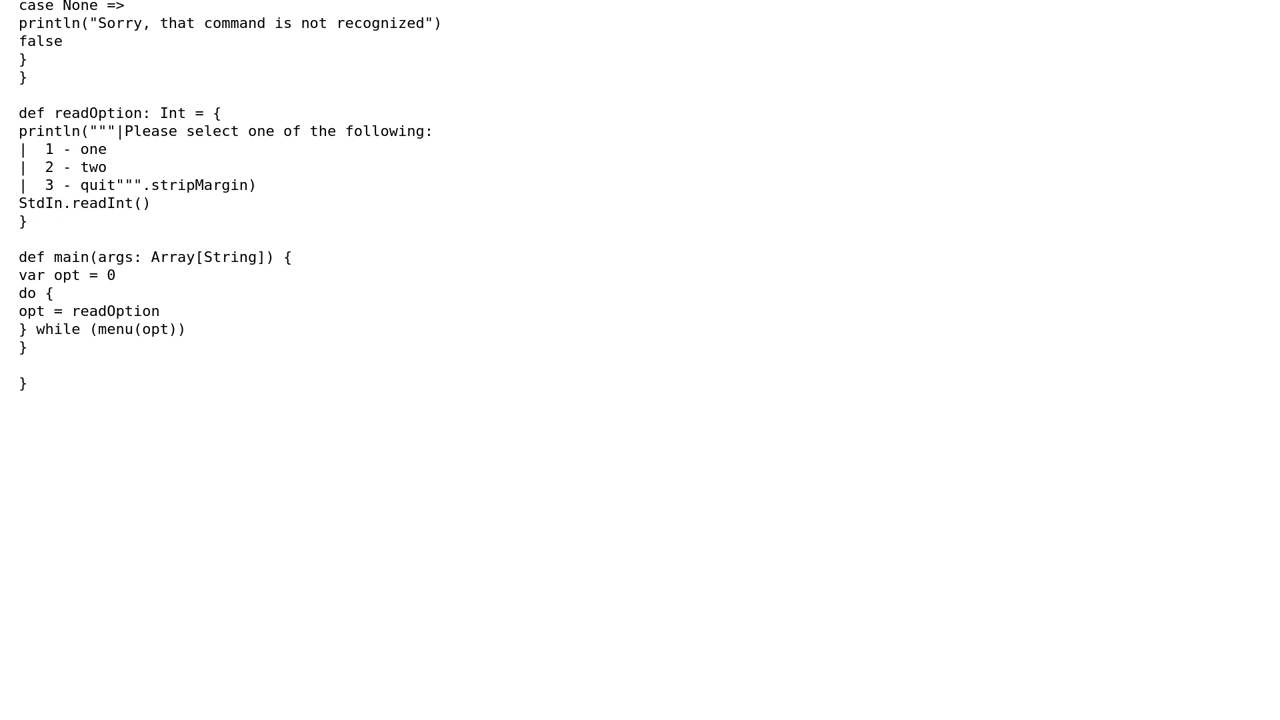 case None =>
println("Sorry, that command is not recognized")
false
}
}

def readOption: Int = {
println("""|Please select one of the following:
|  1 - one
|  2 - two
|  3 - quit""".stripMargin)
StdIn.readInt()
}

def main(args: Array[String]) {
var opt = 0
do {
opt = readOption
} while (menu(opt))
}

}